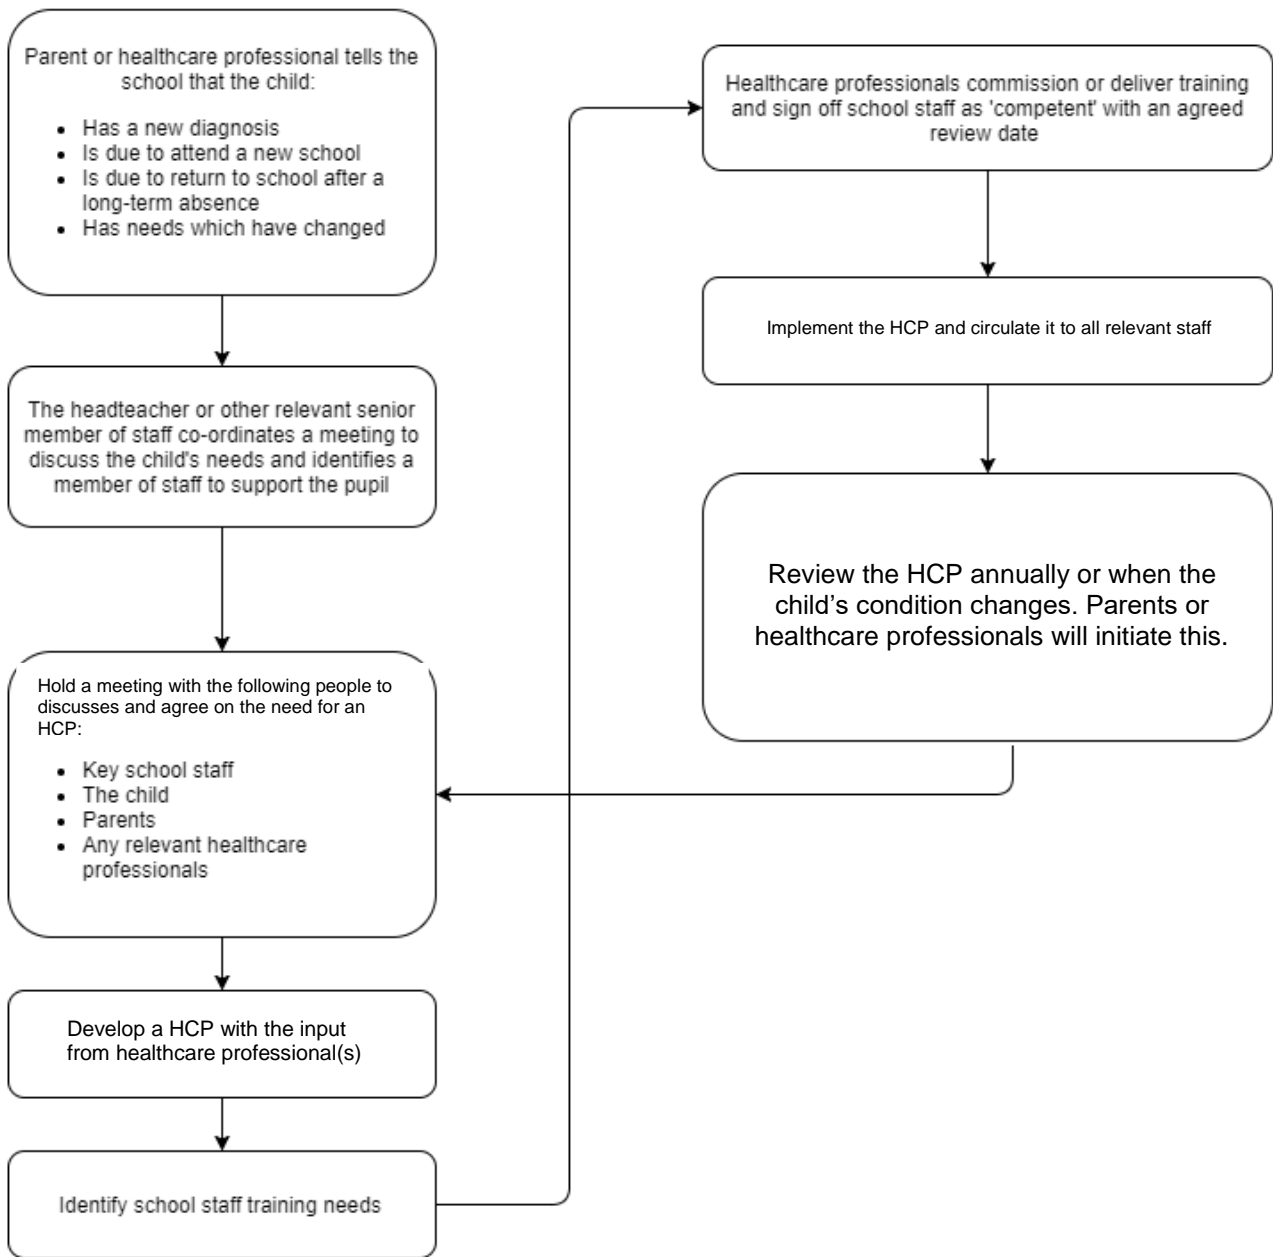 Parent or healthcare professional tells the
school that the child:
• Has a new diagnosis
• Is due to attend a new school
• Is due to return to school after a
long-term absence
• Has needs which have changed
The headteacher or other relevant senior
member of staff co-ordinates a meeting to
discuss the child's needs and identifies a
member of staff to support the pupil
Hold a meeting with the following people to
discusses and agree on the need for an
HCP:
• Key school staff
• The child
• Parents
• Any relevant healthcare
professionals
Develop a HCP with the input
from healthcare professional(s)
Identify school staff training needs
Healthcare professionals commission or deliver training
and sign off school staff as 'competent' with an agreed
review date
Implement the HCP and circulate it to all relevant staff
Review the HCP annually or when the
child’s condition changes. Parents or
healthcare professionals will initiate this.